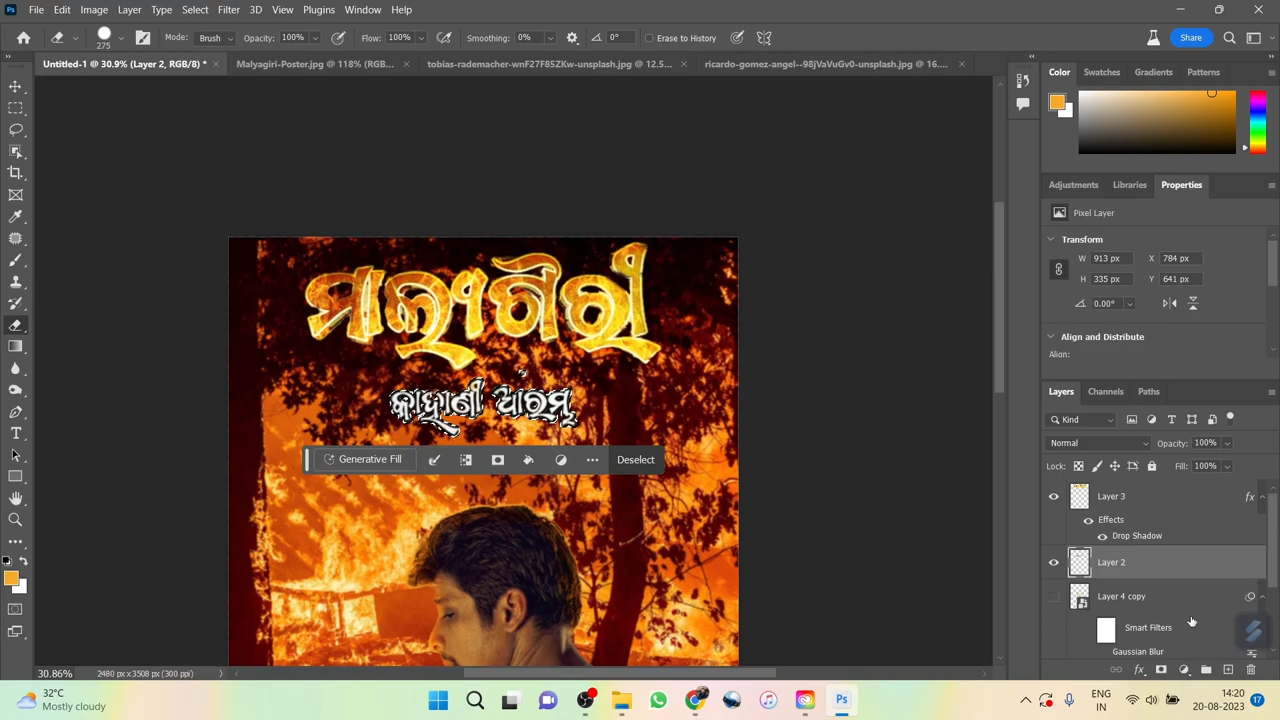 File Edit Image Layer Type Select Filter 3D View Plugins Window Help
275 Mode: Brush Opacity: 100% Flow: 100% Smoothing: 0% 0° Erase to History Share
Untitled-1 @ 30.9% (Layer 2, RGB/8) * Malyagiri-Poster.jpg @ 118% (RGB... tobias-rademacher-wnF27F85ZKw-unsplash.jpg @ 12.5... ricardo-gomez-angel--98jVaVuGv0-unsplash.jpg @ 16....
Color Swatches Gradients Patterns
Adjustments Libraries Properties
Pixel Layer
Transform
W 913 px X 784 px
H 335 px Y 641 px
0.00°
Align and Distribute
Align:
ମାଲ୍ୟଗିରୀ
କାହାଣୀ ଆରମ୍ଭ
Generative Fill Deselect
Layers Channels Paths
Kind
Normal Opacity: 100%
Lock: Fill: 100%
Layer 3 fx
Effects
Drop Shadow
Layer 2
Layer 4 copy
Smart Filters
Gaussian Blur
30.86% 2480 px x 3508 px (300 ppi)
32°C
Mostly cloudy
ENG
IN
14:20
20-08-2023
17